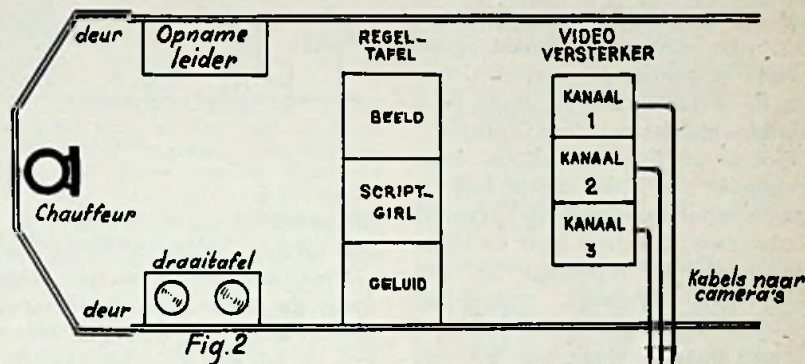 deur
Opname
leider
REGEL-
TAFEL
VIDEO
VERSTERKER
BEELD
KANAAL
1
SCRIPT-
GIRL
KANAAL
2
Chauffeur
KANAAL
3
draaitafel
GELUID
Kabels naar
camera's
deur
Fig.2